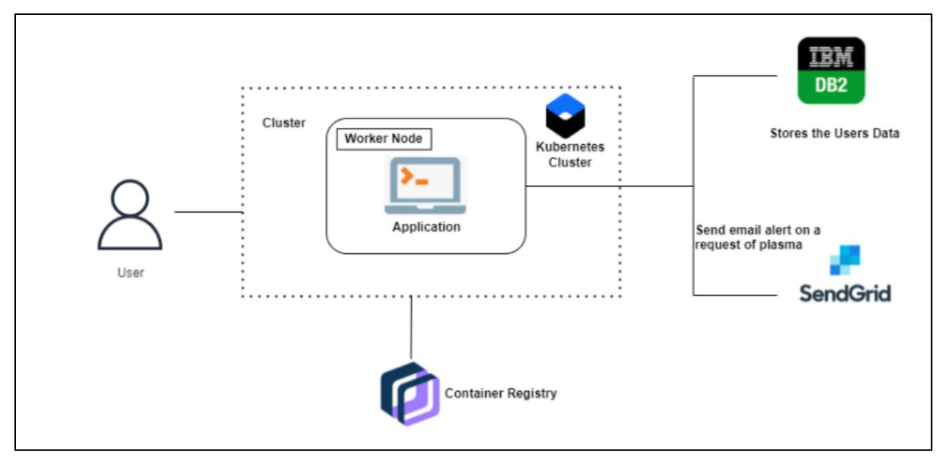 IBM
DB2
Stores the Users Data
Cluster
Worker Node
Kubernetes
Cluster
Application
User
Send email alert on a
request of plasma
SendGrid
Container Registry